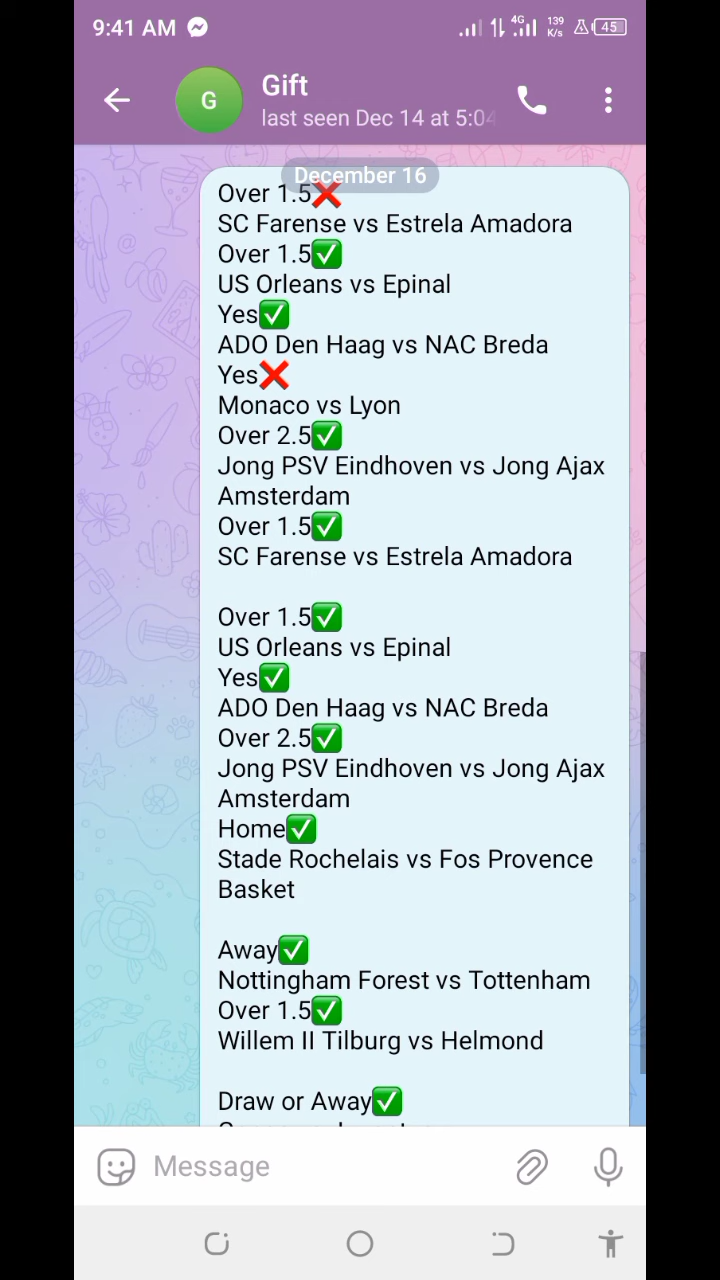 9:41 AM
4G
139
K/s
45
G
Gift
last seen Dec 14 at 5:04
December 16
Over 1.5❌
SC Farense vs Estrela Amadora
Over 1.5✅
US Orleans vs Epinal
Yes✅
ADO Den Haag vs NAC Breda
Yes❌
Monaco vs Lyon
Over 2.5✅
Jong PSV Eindhoven vs Jong Ajax
Amsterdam
Over 1.5✅
SC Farense vs Estrela Amadora
Over 1.5✅
US Orleans vs Epinal
Yes✅
ADO Den Haag vs NAC Breda
Over 2.5✅
Jong PSV Eindhoven vs Jong Ajax
Amsterdam
Home✅
Stade Rochelais vs Fos Provence
Basket
Away✅
Nottingham Forest vs Tottenham
Over 1.5✅
Willem II Tilburg vs Helmond
Draw or Away✅
Message